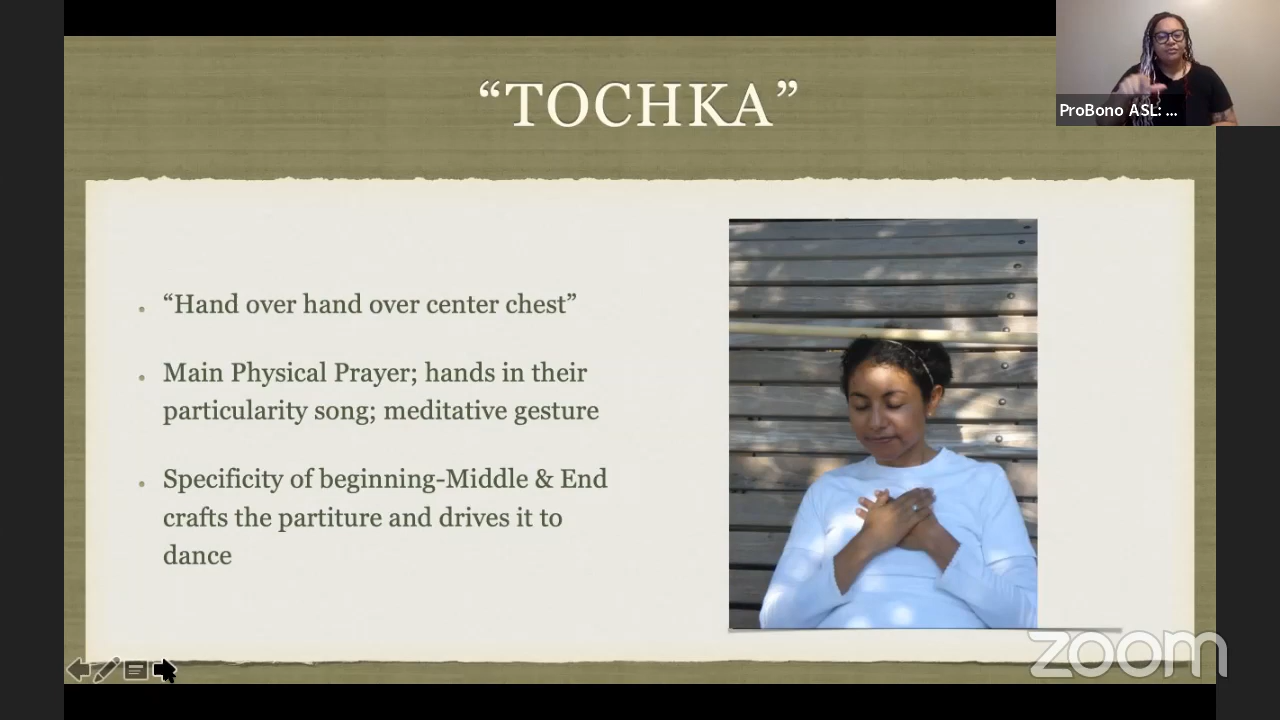 “TOCHKA”
ProBono ASL: ...
“Hand over hand over center chest”
Main Physical Prayer; hands in their
particularity song; meditative gesture
Specificity of beginning-Middle & End
crafts the partiture and drives it to
dance
zoom